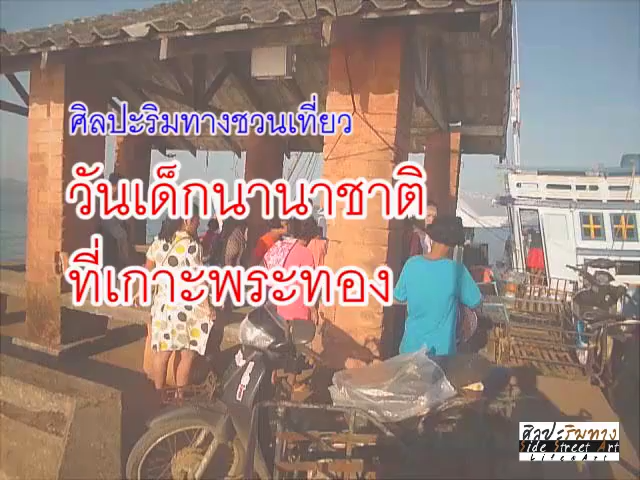 ศิลปะริมทางชวนเที่ยว
วันเด็กนานาชาติ
ที่เกาะพระทอง
ศิลปะริมทาง
Side Street Art
LifenArt